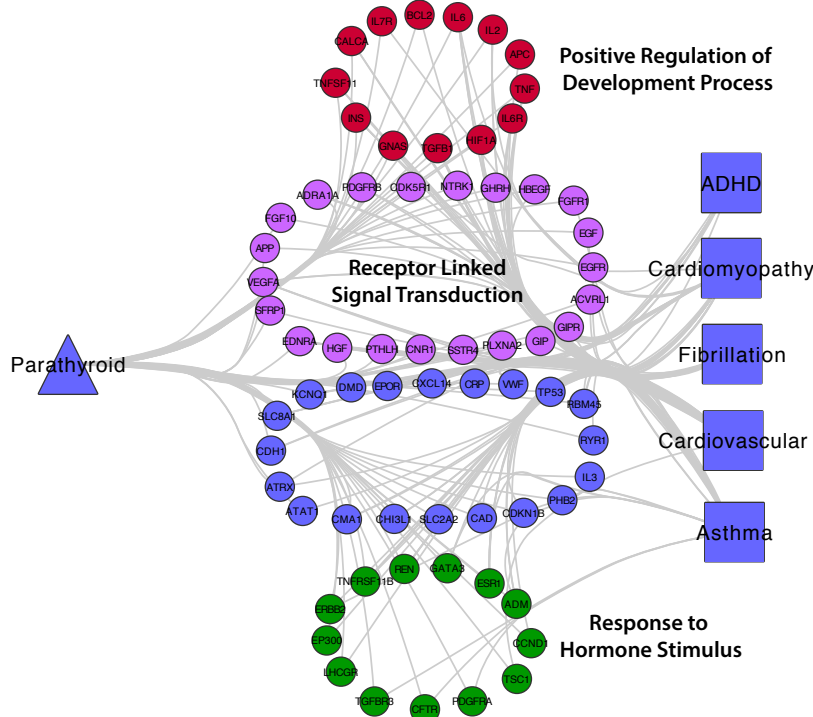 IL7R
BCL2
IL6
IL2
CALCA
APC
Positive Regulation of
Development Process
TNFSF11
TNF
INS
IL6R
GNAS
TGFB1
HIF1A
ADRA1A
PDGFRB
CDK5R1
NTRK1
GHRH
HBEGF
FGFR1
ADHD
FGF10
EGF
APP
Receptor Linked
Signal Transduction
EGFR
Cardiomyopathy
VEGFA
ACVRL1
SFRP1
GIPR
EDNRA
HGF
PTHLH
CNR1
SSTR4
PLXNA2
GIP
Fibrillation
Parathyroid
KCNQ1
DMD
EPOR
CXCL14
CRP
VWF
TP53
RBM45
SLC8A1
CDH1
RYR1
Cardiovascular
ATRX
IL3
ATAT1
CMA1
CHI3L1
SLC2A2
CAD
CDKN1B
PHB2
Asthma
TNFRSF11B
REN
GATA3
ESR1
ERBB2
ADM
Response to
Hormone Stimulus
EP300
CCND1
LHCGR
TSC1
TGFBR3
CFTR
PDGFRA